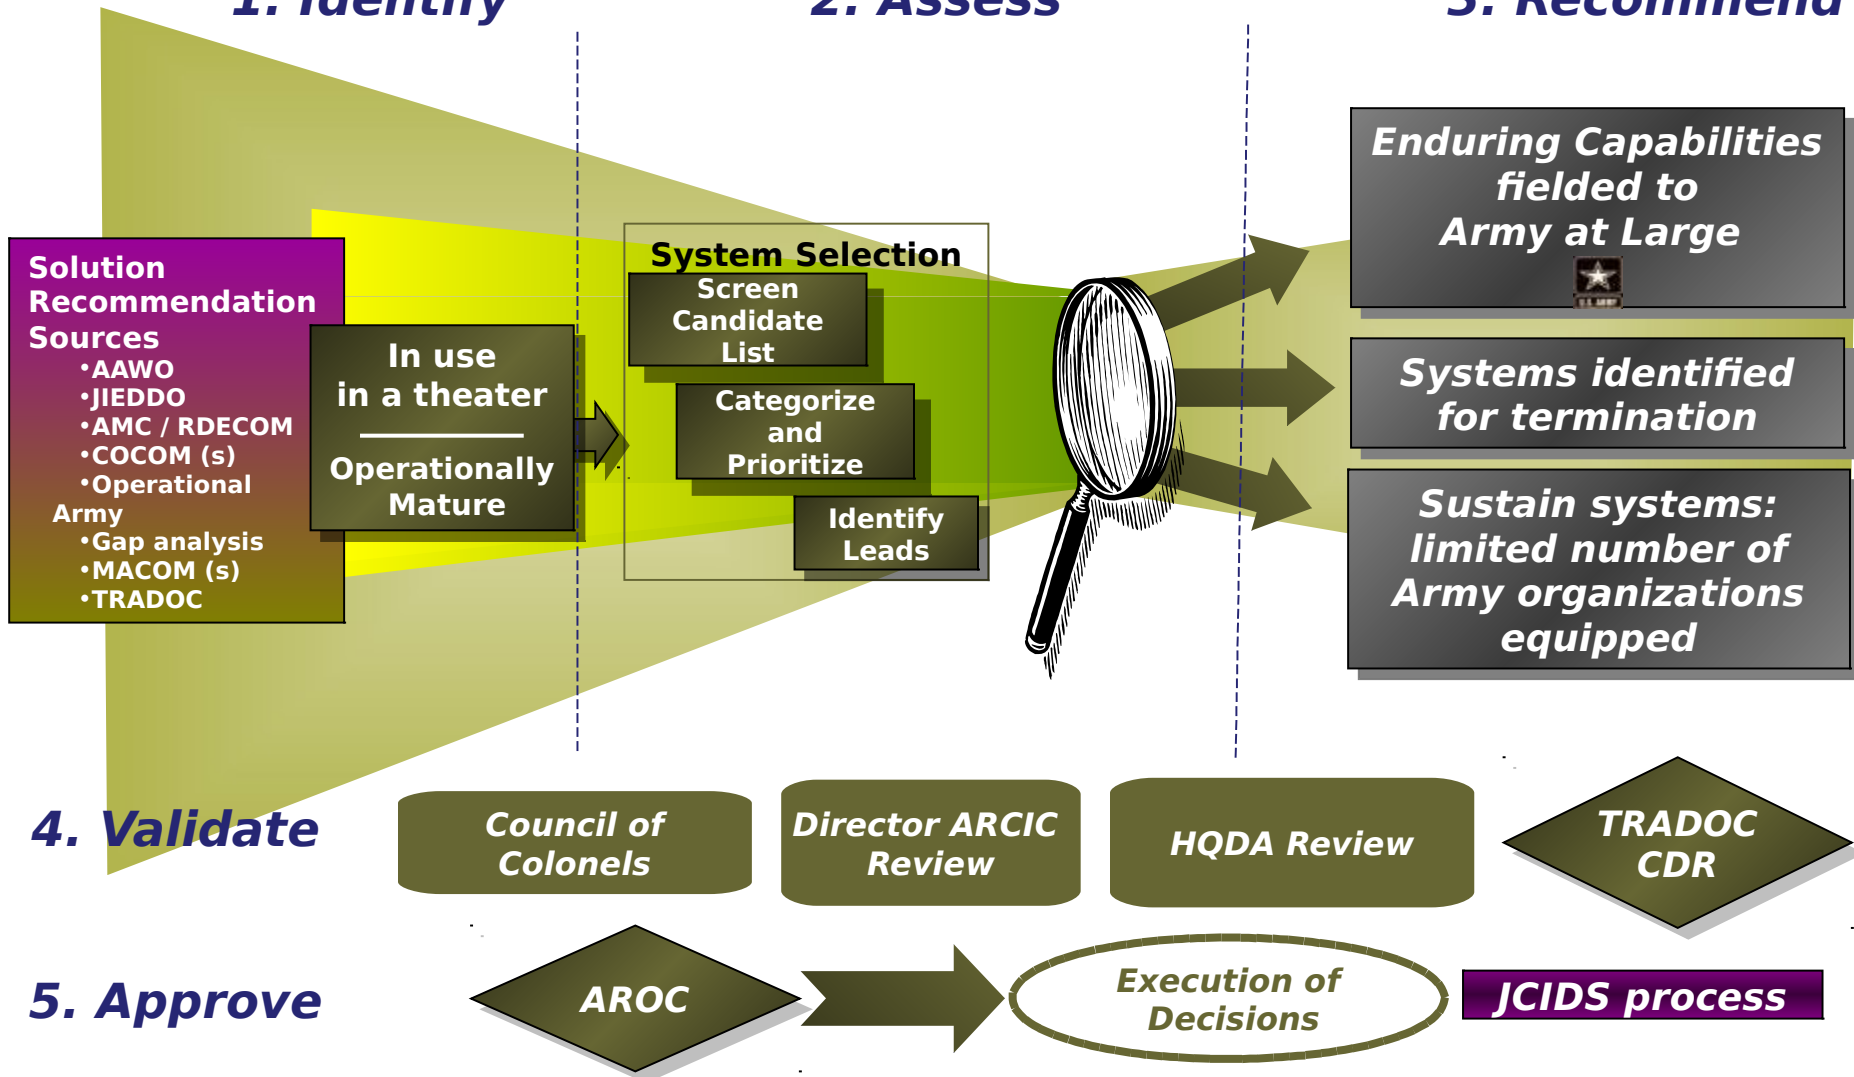 1. Identify
2. Assess
3. Recommend
Solution
Recommendation
Sources
•AAWO
•JIEDDO
•AMC / RDECOM
•COCOM (s)
•Operational
Army
•Gap analysis
•MACOM (s)
•TRADOC
In use
in a theater
Operationally
Mature
System Selection
Screen
Candidate
List
Categorize
and
Prioritize
Identify
Leads
Enduring Capabilities
fielded to
Army at Large
U.S. ARMY
Systems identified
for termination
Sustain systems:
limited number of
Army organizations
equipped
4. Validate
Council of
Colonels
Director ARCIC
Review
HQDA Review
TRADOC
CDR
5. Approve
AROC
Execution of
Decisions
JCIDS process